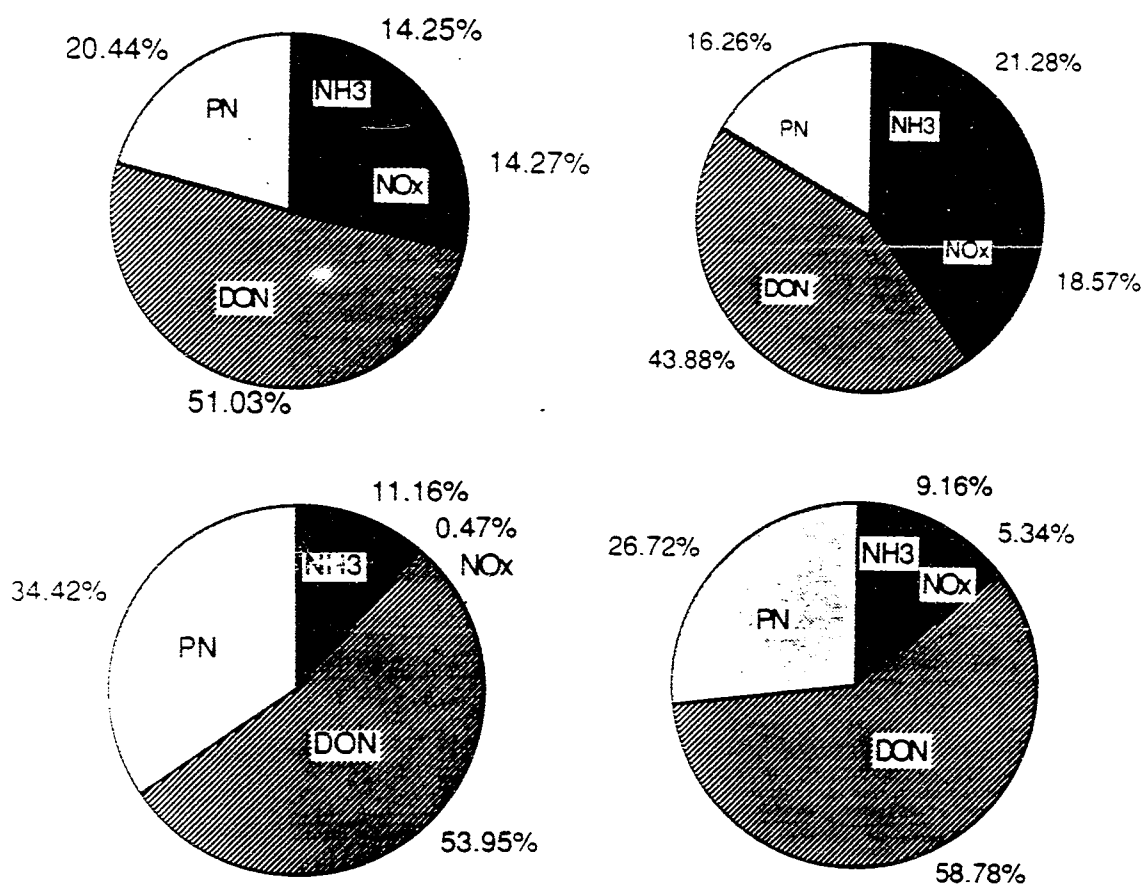 20.44%
14.25%
NH3
PN
NOx
14.27%
DON
51.03%
16.26%
21.28%
NH3
PN
NOx
DON
18.57%
43.88%
11.16%
0.47%
NOx
NH3
34.42%
PN
DON
53.95%
9.16%
5.34%
26.72%
NH3
NOx
PN
DON
58.78%